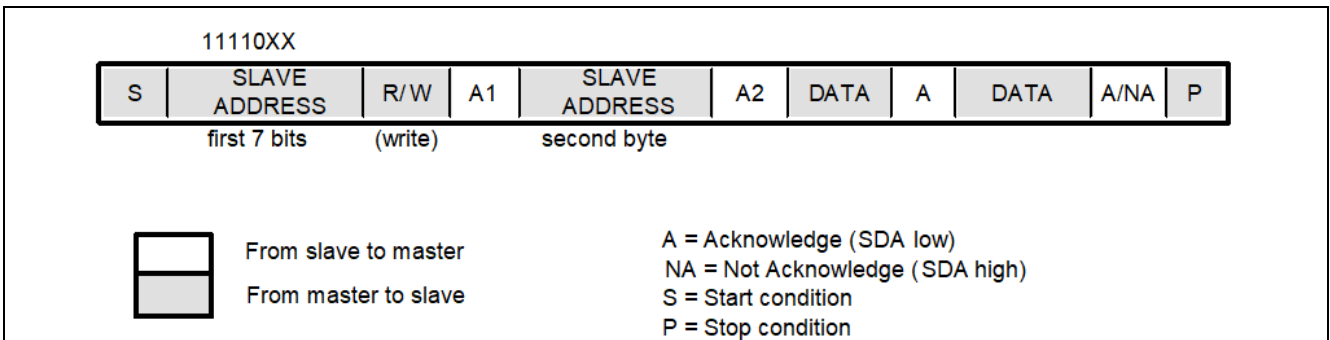 11110XX
S SLAVE ADDRESS R/W A1 SLAVE ADDRESS A2 DATA A DATA A/NA P
first 7 bits (write) second byte
From slave to master
From master to slave
A = Acknowledge (SDA low)
NA = Not Acknowledge (SDA high)
S = Start condition
P = Stop condition